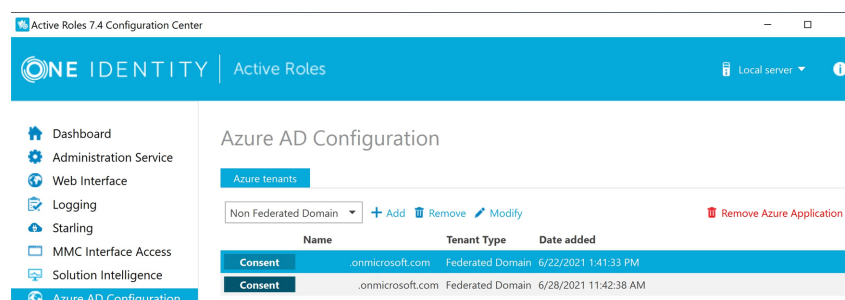 Active Roles 7.4 Configuration Center
ONE IDENTITY Active Roles
Local server
Dashboard
Administration Service
Web Interface
Logging
Starling
MMC Interface Access
Solution Intelligence
Azure AD Configuration
Azure AD Configuration
Azure tenants
Non Federated Domain + Add Remove Modify Remove Azure Application
Name Tenant Type Date added
Consent .onmicrosoft.com Federated Domain 6/22/2021 1:41:33 PM
Consent .onmicrosoft.com Federated Domain 6/28/2021 11:42:38 AM